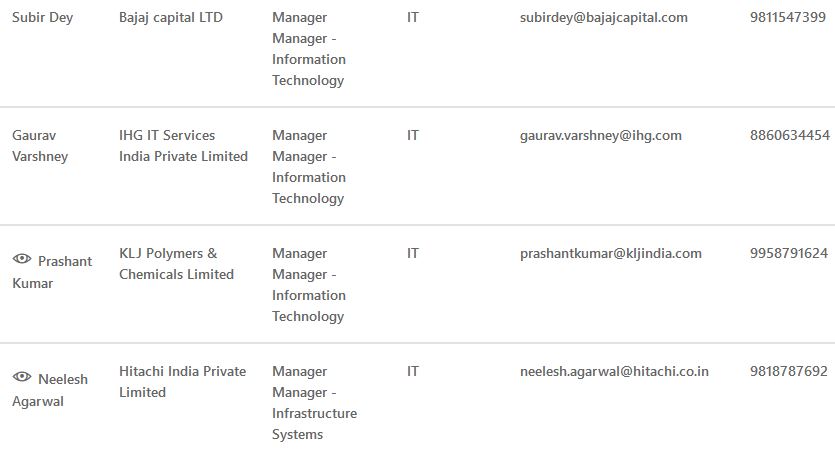 Subir Dey Bajaj capital LTD Manager IT subirdey@bajajcapital.com 9811547399
Manager -
Information
Technology
Gaurav IHG IT Services Manager IT gaurav.varshney@ihg.com 8860634454
Varshney India Private Limited Manager -
Information
Technology
Prashant KLJ Polymers & Manager IT prashantkumar@kljindia.com 9958791624
Kumar Chemicals Limited Manager -
Information
Technology
Neelesh Hitachi India Private Manager IT neelesh.agarwal@hitachi.co.in 9818787692
Agarwal Limited Manager -
Infrastructure
Systems